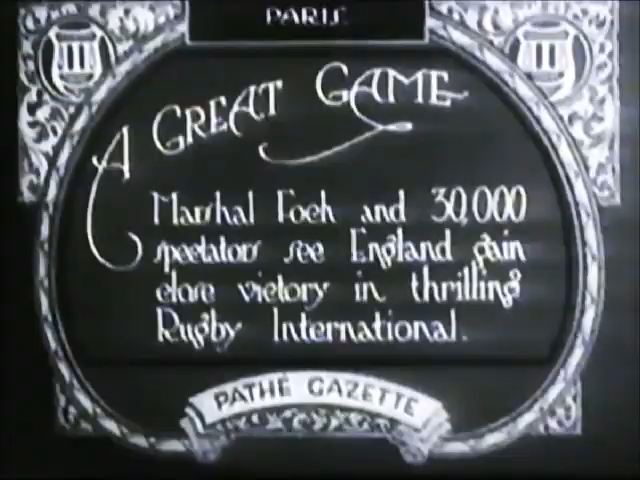 PARIS
A GREAT GAME
Marshal Foch and 30,000
spectators see England gain
close victory in thrilling
Rugby International.
PATHÉ GAZETTE